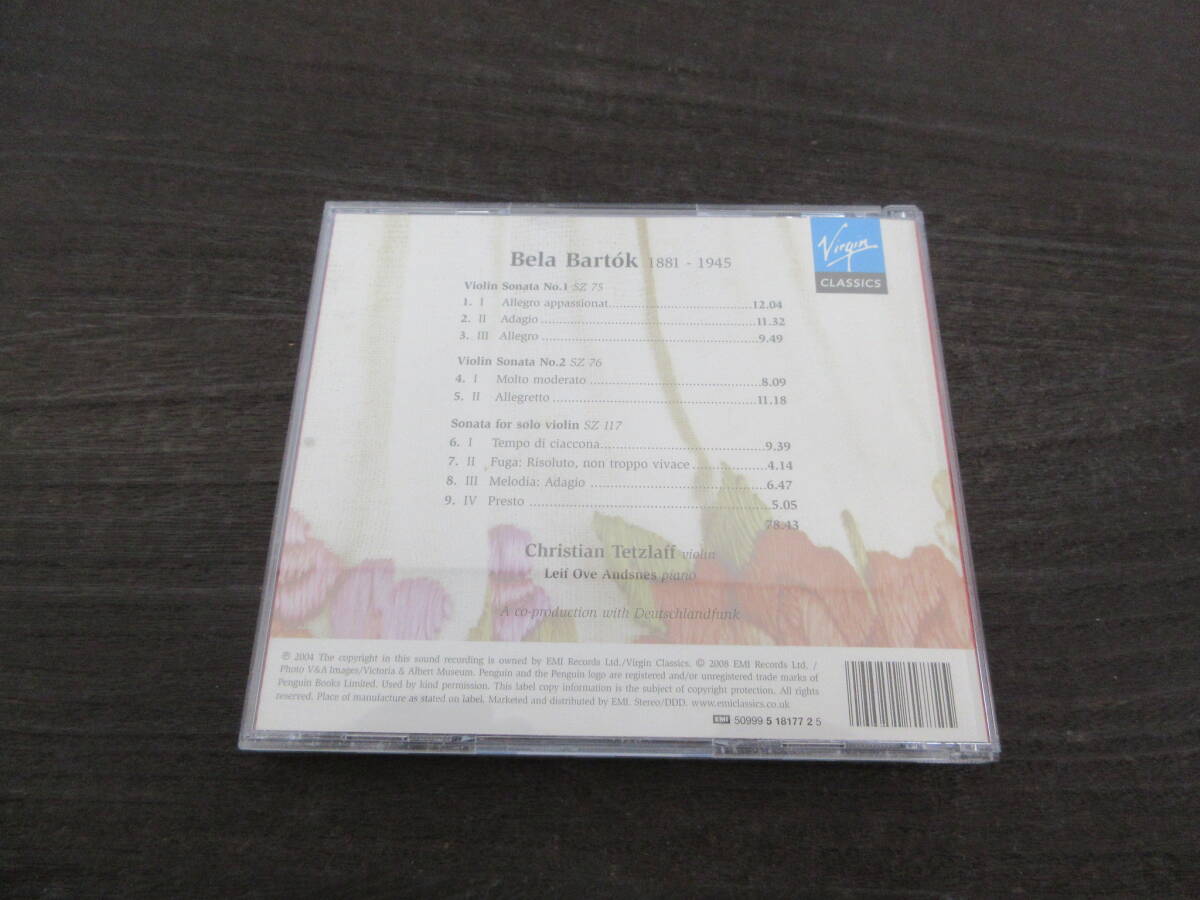 Virgin
CLASSICS
Bela Bartók 1881 - 1945
Violin Sonata No.1 SZ 75
1. I Allegro appassionat 12.04
2. II Adagio 11.32
3. III Allegro 9.49
Violin Sonata No.2 SZ 76
4. I Molto moderato 8.09
5. II Allegretto 11.18
Sonata for solo violin SZ 117
6. I Tempo di ciaccona 9.39
7. II Fuga: Risoluto, non troppo vivace 4.14
8. III Melodia: Adagio 6.47
9. IV Presto 5.05
78.43
Christian Tetzlaff violin
Leif Ove Andsnes piano
A co-production with Deutschlandfunk
℗ 2004 The copyright in this sound recording is owned by EMI Records Ltd./Virgin Classics. © 2008 EMI Records Ltd. /
Photo V&A Images/Victoria & Albert Museum. Penguin and the Penguin logo are registered and/or unregistered trade marks of
Penguin Books Limited. Used by kind permission. This label copy information is the subject of copyright protection. All rights
reserved. Place of manufacture as stated on label. Marketed and distributed by EMI. Stereo/DDD. www.emiclassics.co.uk
EMI 50999 5 18177 2 5